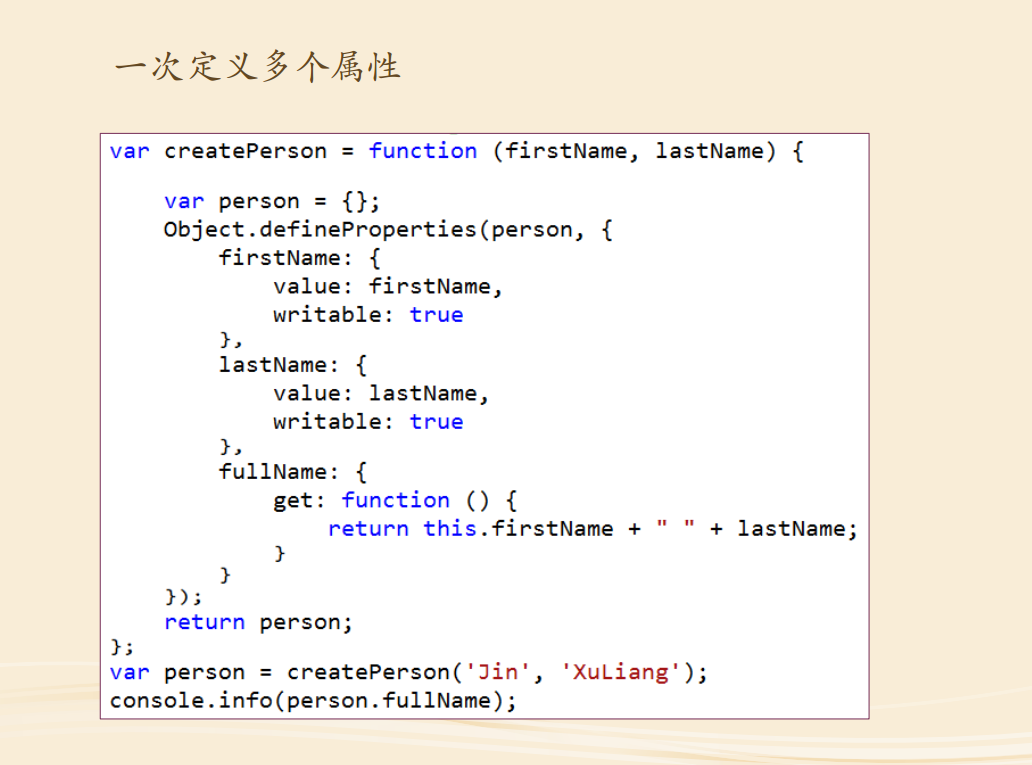 一次定义多个属性
var createPerson = function (firstName, lastName) {
    var person = {};
    Object.defineProperties(person, {
        firstName: {
            value: firstName,
            writable: true
        },
        lastName: {
            value: lastName,
            writable: true
        },
        fullName: {
            get: function () {
                return this.firstName + " " + lastName;
            }
        }
    });
    return person;
};
var person = createPerson('Jin', 'XuLiang');
console.info(person.fullName);